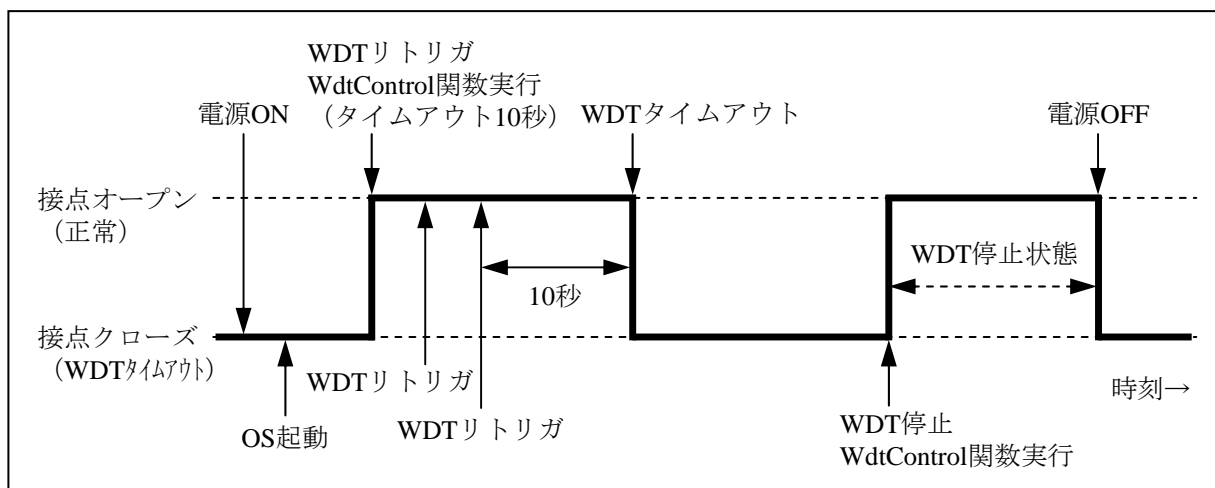 WDTリトリガ
WdtControl関数実行
（タイムアウト10秒）
電源ON
WDTタイムアウト
電源OFF
接点オープン
（正常）
WDT停止状態
10秒
接点クローズ
（WDTﾀｲﾑｱｳﾄ）
WDTリトリガ
時刻→
WDTリトリガ
OS起動
WDT停止
WdtControl関数実行